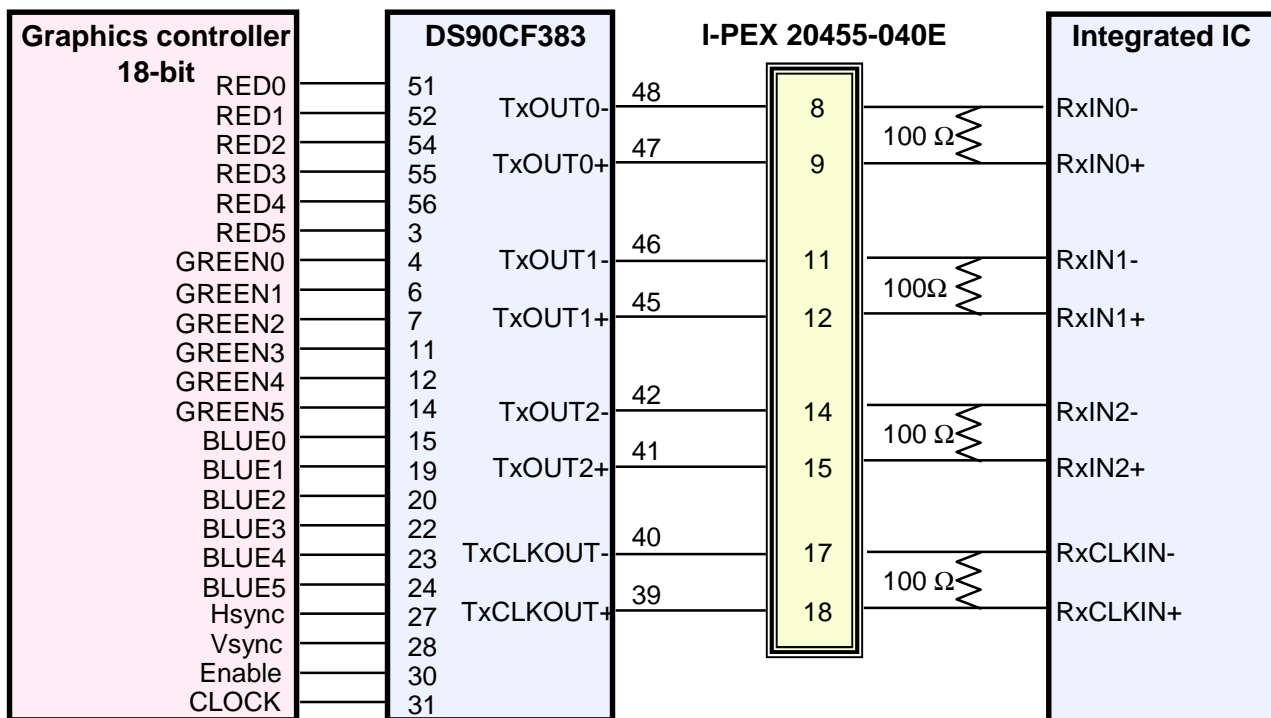 Graphics controller
18-bit
DS90CF383
I-PEX 20455-040E
Integrated IC
RED0
RED1
RED2
RED3
RED4
RED5
GREEN0
GREEN1
GREEN2
GREEN3
GREEN4
GREEN5
BLUE0
BLUE1
BLUE2
BLUE3
BLUE4
BLUE5
Hsync
Vsync
Enable
CLOCK
51
52
54
55
56
3
4
6
7
11
12
14
15
19
20
22
23
24
27
28
30
31
TxOUT0-
TxOUT0+
TxOUT1-
TxOUT1+
TxOUT2-
TxOUT2+
TxCLKOUT-
TxCLKOUT+
48
47
46
45
42
41
40
39
8
9
11
12
14
15
17
18
100 Ω
100Ω
100 Ω
100 Ω
RxIN0-
RxIN0+
RxIN1-
RxIN1+
RxIN2-
RxIN2+
RxCLKIN-
RxCLKIN+